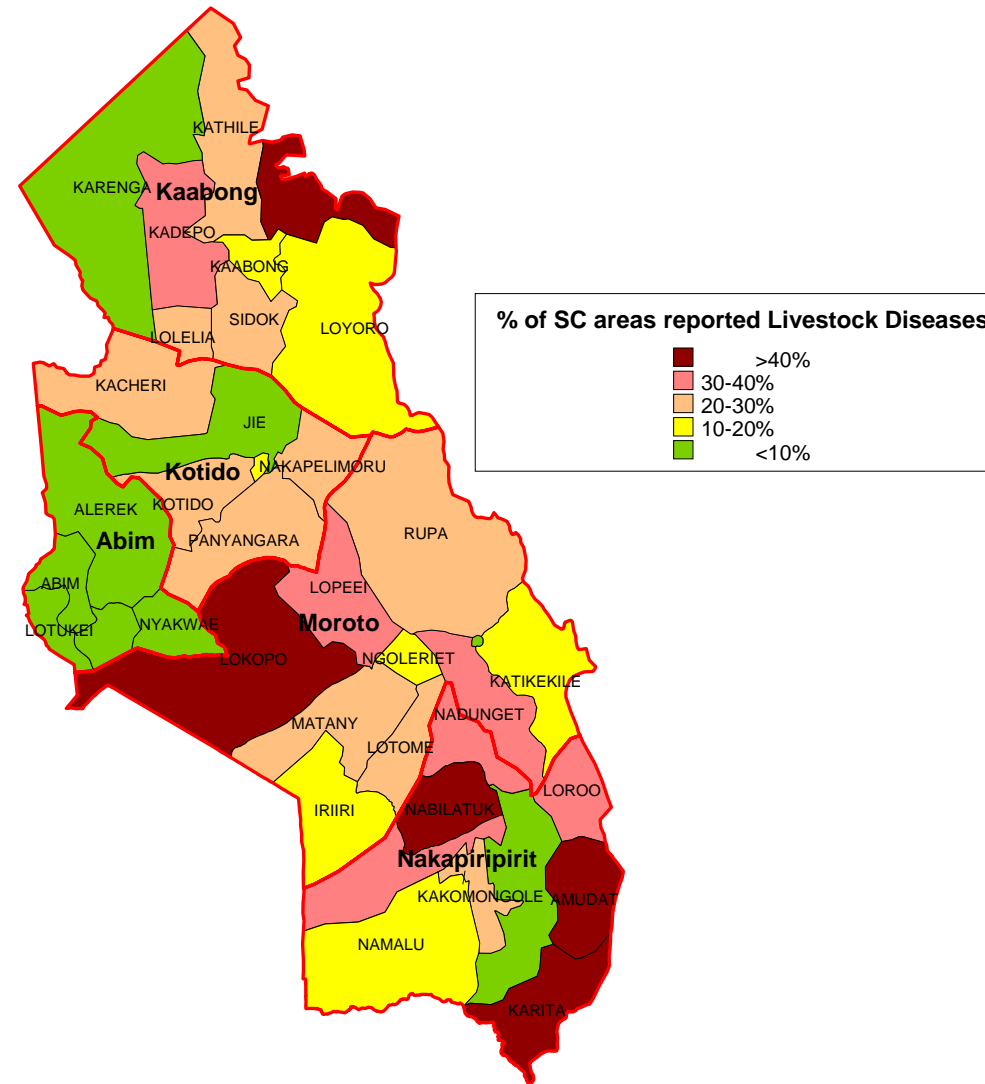 KATHILE
KARENGA
Kaabong
KADEPO
KAABONG
SIDOK
LOYORO
LOLELIA
% of SC areas reported Livestock Diseases
>40%
30-40%
20-30%
10-20%
<10%
KACHERI
JIE
Kotido
NAKAPELIMORU
KOTIDO
ALEREK
PANYANGARA
RUPA
Abim
ABIM
LOPEEI
Moroto
LOTUKEI
NYAKWAE
LOKOPO
NGOLERIET
KATIKEKILE
NADUNGET
MATANY
LOTOME
LOROO
IRIIRI
NABILATUK
Nakapiripirit
KAKOMONGOLE
AMUDAT
NAMALU
KARITA